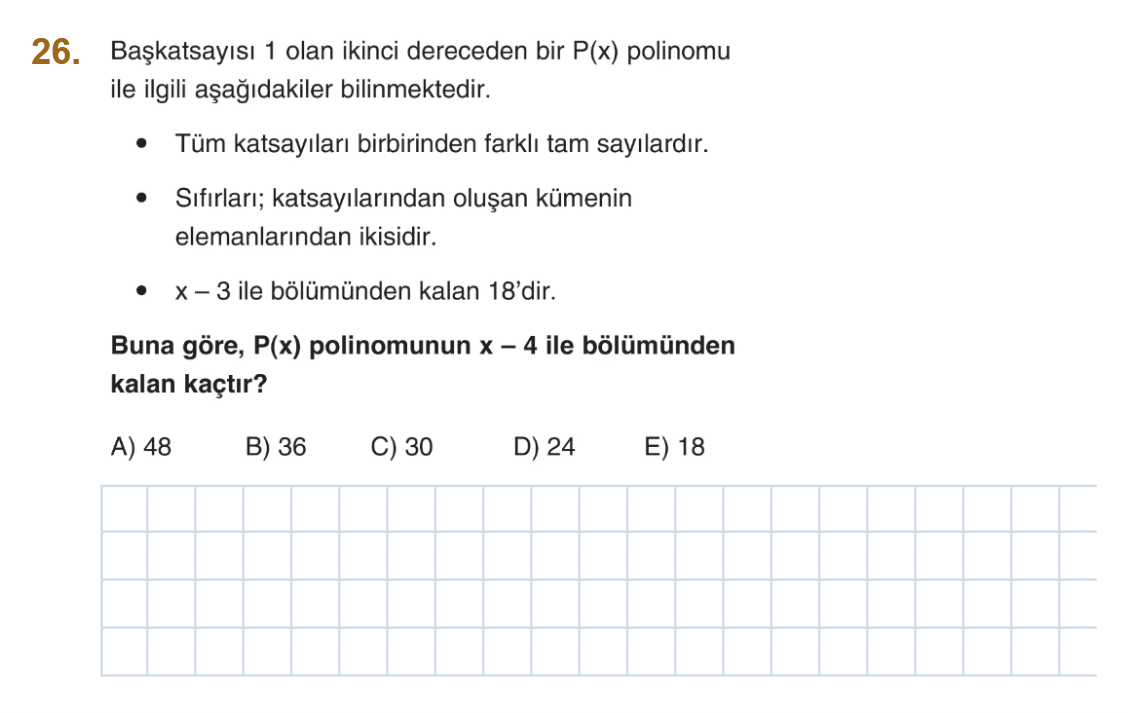 26. Başkatsayısı 1 olan ikinci dereceden bir P(x) polinomu
ile ilgili aşağıdakiler bilinmektedir.
• Tüm katsayıları birbirinden farklı tam sayılardır.
• Sıfırları; katsayılarından oluşan kümenin
elemanlarından ikisidir.
• x – 3 ile bölümünden kalan 18’dir.
Buna göre, P(x) polinomunun x – 4 ile bölümünden
kalan kaçtır?
A) 48 B) 36 C) 30 D) 24 E) 18